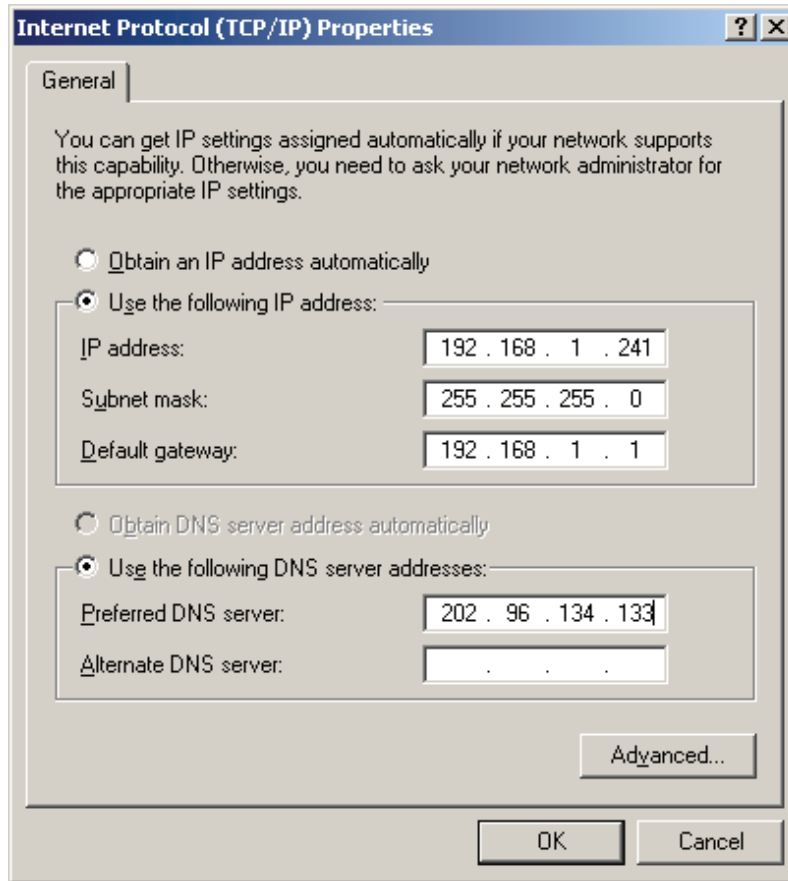 Internet Protocol (TCP/IP) Properties
General
You can get IP settings assigned automatically if your network supports
this capability. Otherwise, you need to ask your network administrator for
the appropriate IP settings.
Obtain an IP address automatically
Use the following IP address:
IP address: 192 . 168 . 1 . 241
Subnet mask: 255 . 255 . 255 . 0
Default gateway: 192 . 168 . 1 . 1
Obtain DNS server address automatically
Use the following DNS server addresses:
Preferred DNS server: 202 . 96 . 134 . 133
Alternate DNS server: . . .
Advanced...
OK Cancel